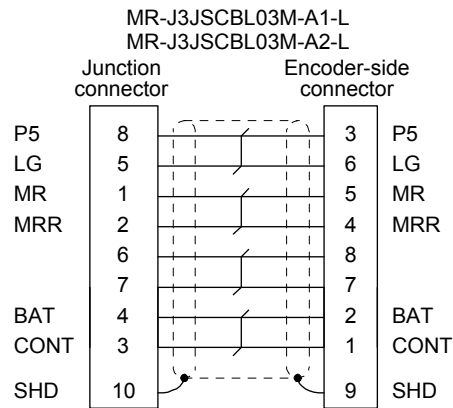 MR-J3JSCBL03M-A1-L
MR-J3JSCBL03M-A2-L
Junction connector Encoder-side connector
P5 8 3 P5
LG 5 6 LG
MR 1 5 MR
MRR 2 4 MRR
6 8
7 7
BAT 4 2 BAT
CONT 3 1 CONT
SHD 10 9 SHD